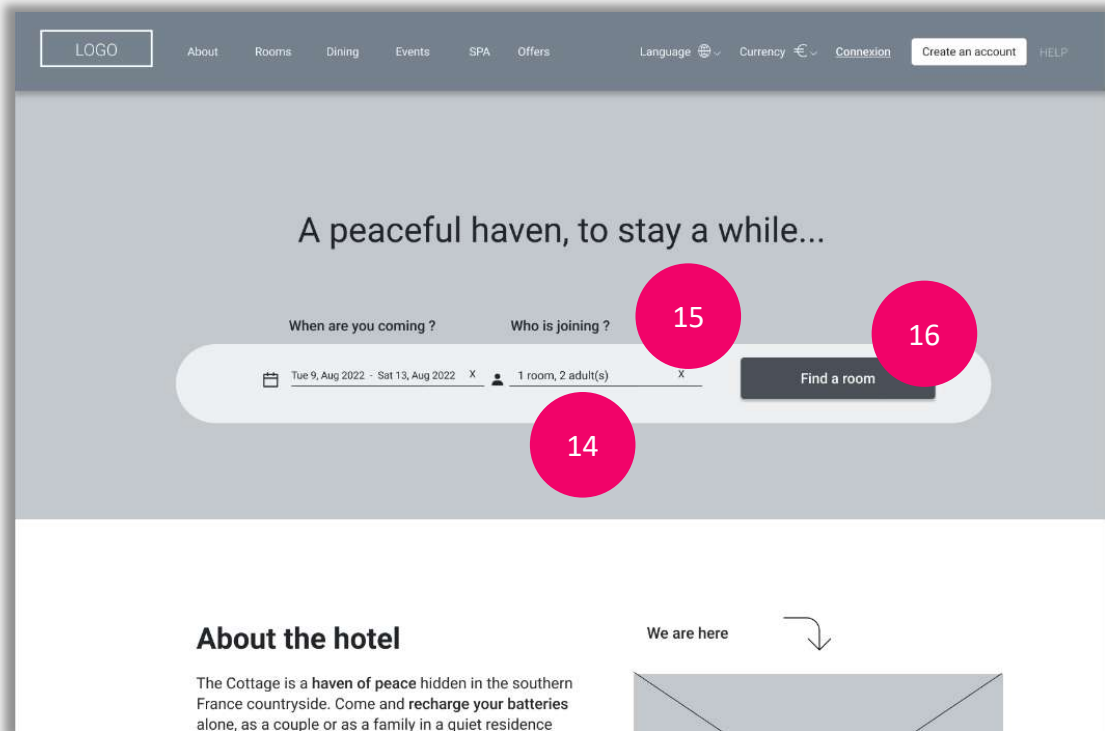 LOGO About Rooms Dining Events SPA Offers Language Currency € Connexion Create an account HELP
A peaceful haven, to stay a while...
When are you coming ? Who is joining ? 15 16
Tue 9, Aug 2022 - Sat 13, Aug 2022 X 1 room, 2 adult(s) X Find a room
14
About the hotel
We are here
The Cottage is a haven of peace hidden in the southern
France countryside. Come and recharge your batteries
alone, as a couple or as a family in a quiet residence